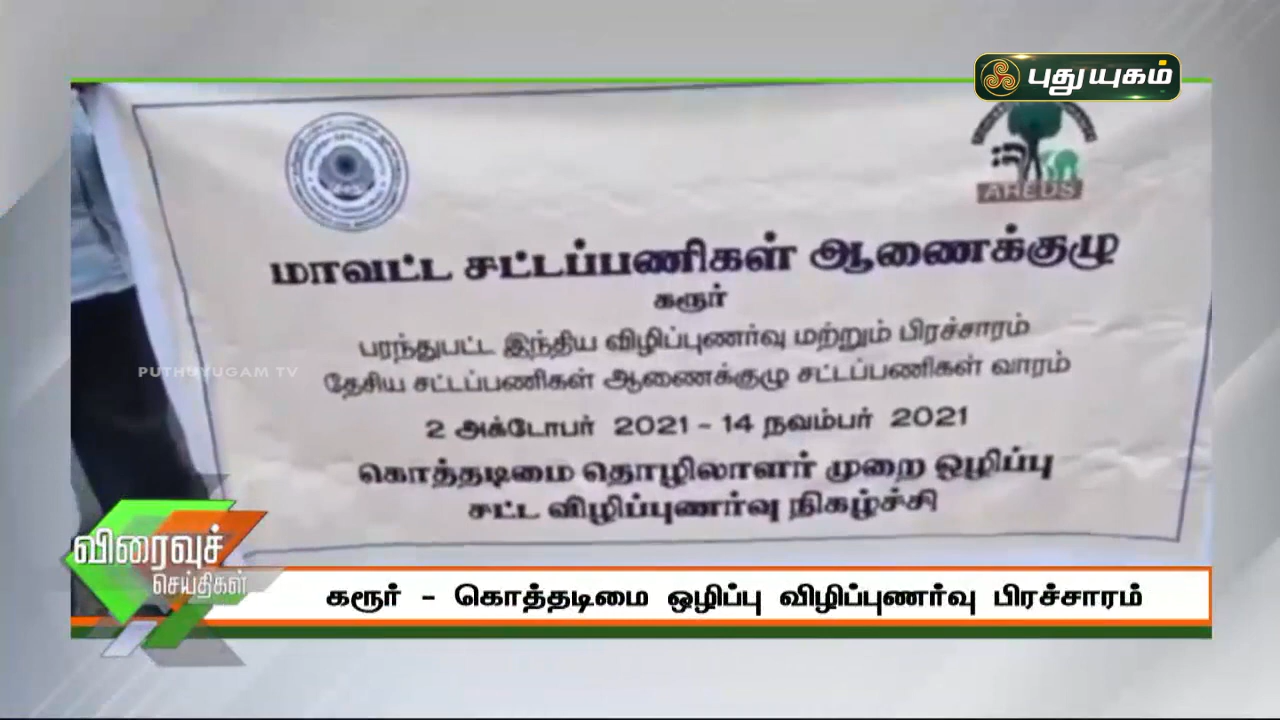 புதுயுகம்
AHEDS
மாவட்ட சட்டப்பணிகள் ஆணைக்குழு
கரூர்
பரந்துபட்ட இந்திய விழிப்புணர்வு மற்றும் பிரச்சாரம்
தேசிய சட்டப்பணிகள் ஆணைக்குழு சட்டப்பணிகள் வாரம்
PUTHUYUGAM TV
2 அக்டோபர் 2021 - 14 நவம்பர் 2021
கொத்தடிமை தொழிலாளர் முறை ஒழிப்பு
சட்ட விழிப்புணர்வு நிகழ்ச்சி
விரைவுச்
செய்திகள்
கரூர் - கொத்தடிமை ஒழிப்பு விழிப்புணர்வு பிரச்சாரம்